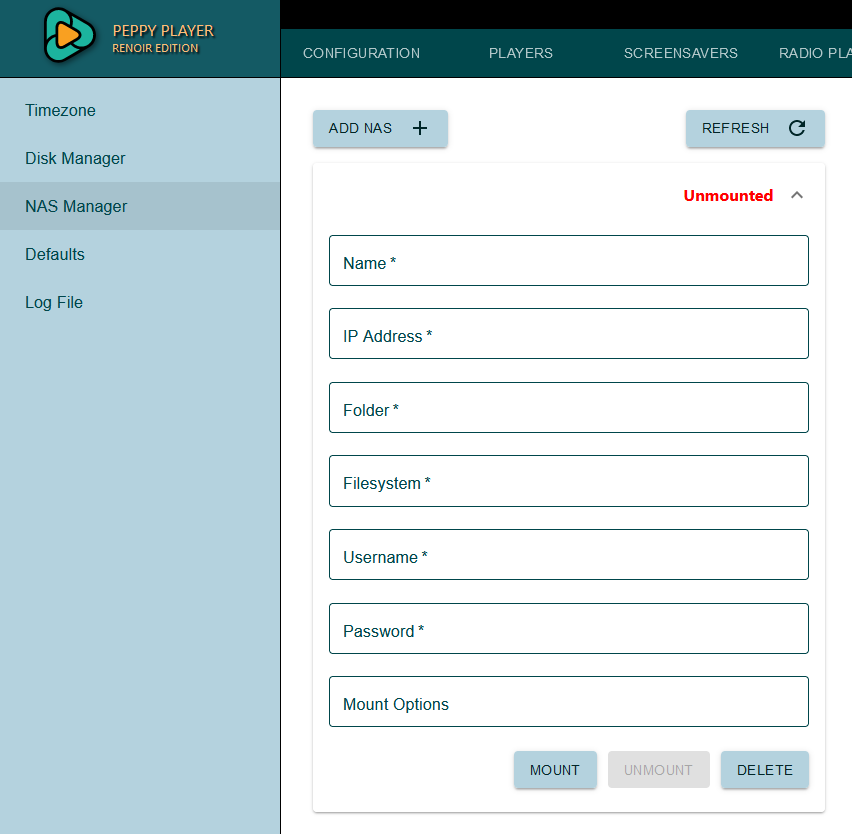 PEPPY PLAYER
RENOIR EDITION
CONFIGURATION PLAYERS SCREENSAVERS RADIO PLA
Timezone
Disk Manager
NAS Manager
Defaults
Log File
ADD NAS REFRESH
Unmounted
Name *
IP Address *
Folder *
Filesystem *
Username *
Password *
Mount Options
MOUNT UNMOUNT DELETE